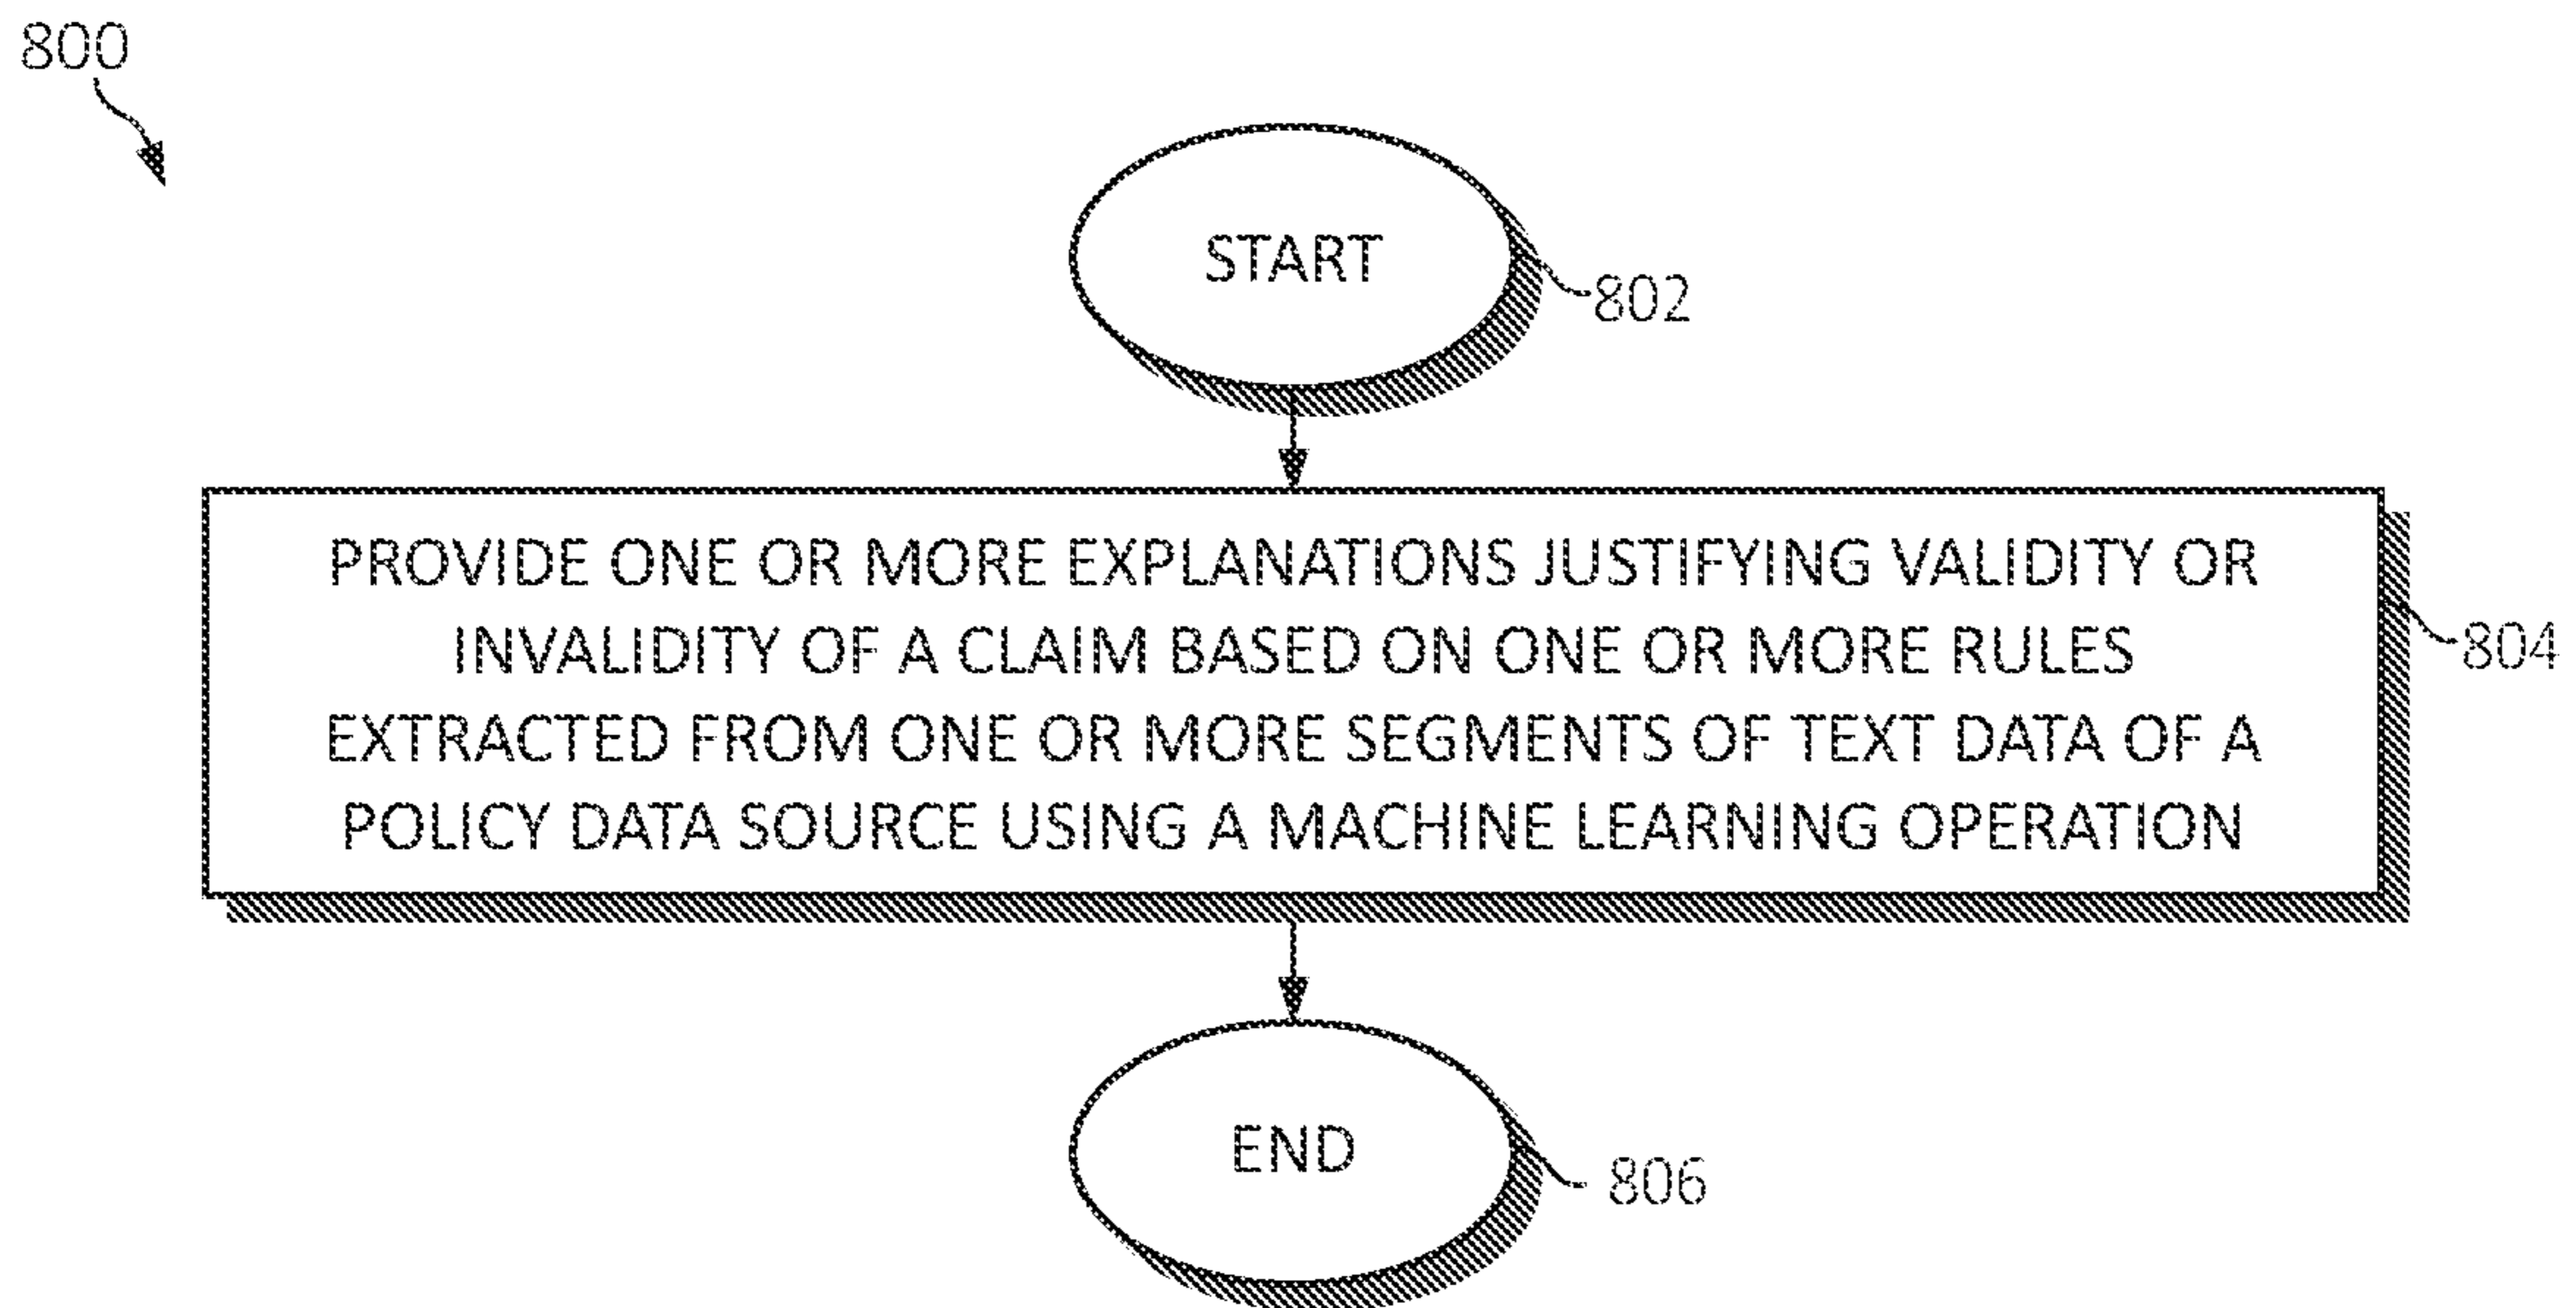 800
START
802
PROVIDE ONE OR MORE EXPLANATIONS JUSTIFYING VALIDITY OR
INVALIDITY OF A CLAIM BASED ON ONE OR MORE RULES
EXTRACTED FROM ONE OR MORE SEGMENTS OF TEXT DATA OF A
POLICY DATA SOURCE USING A MACHINE LEARNING OPERATION
804
END
806